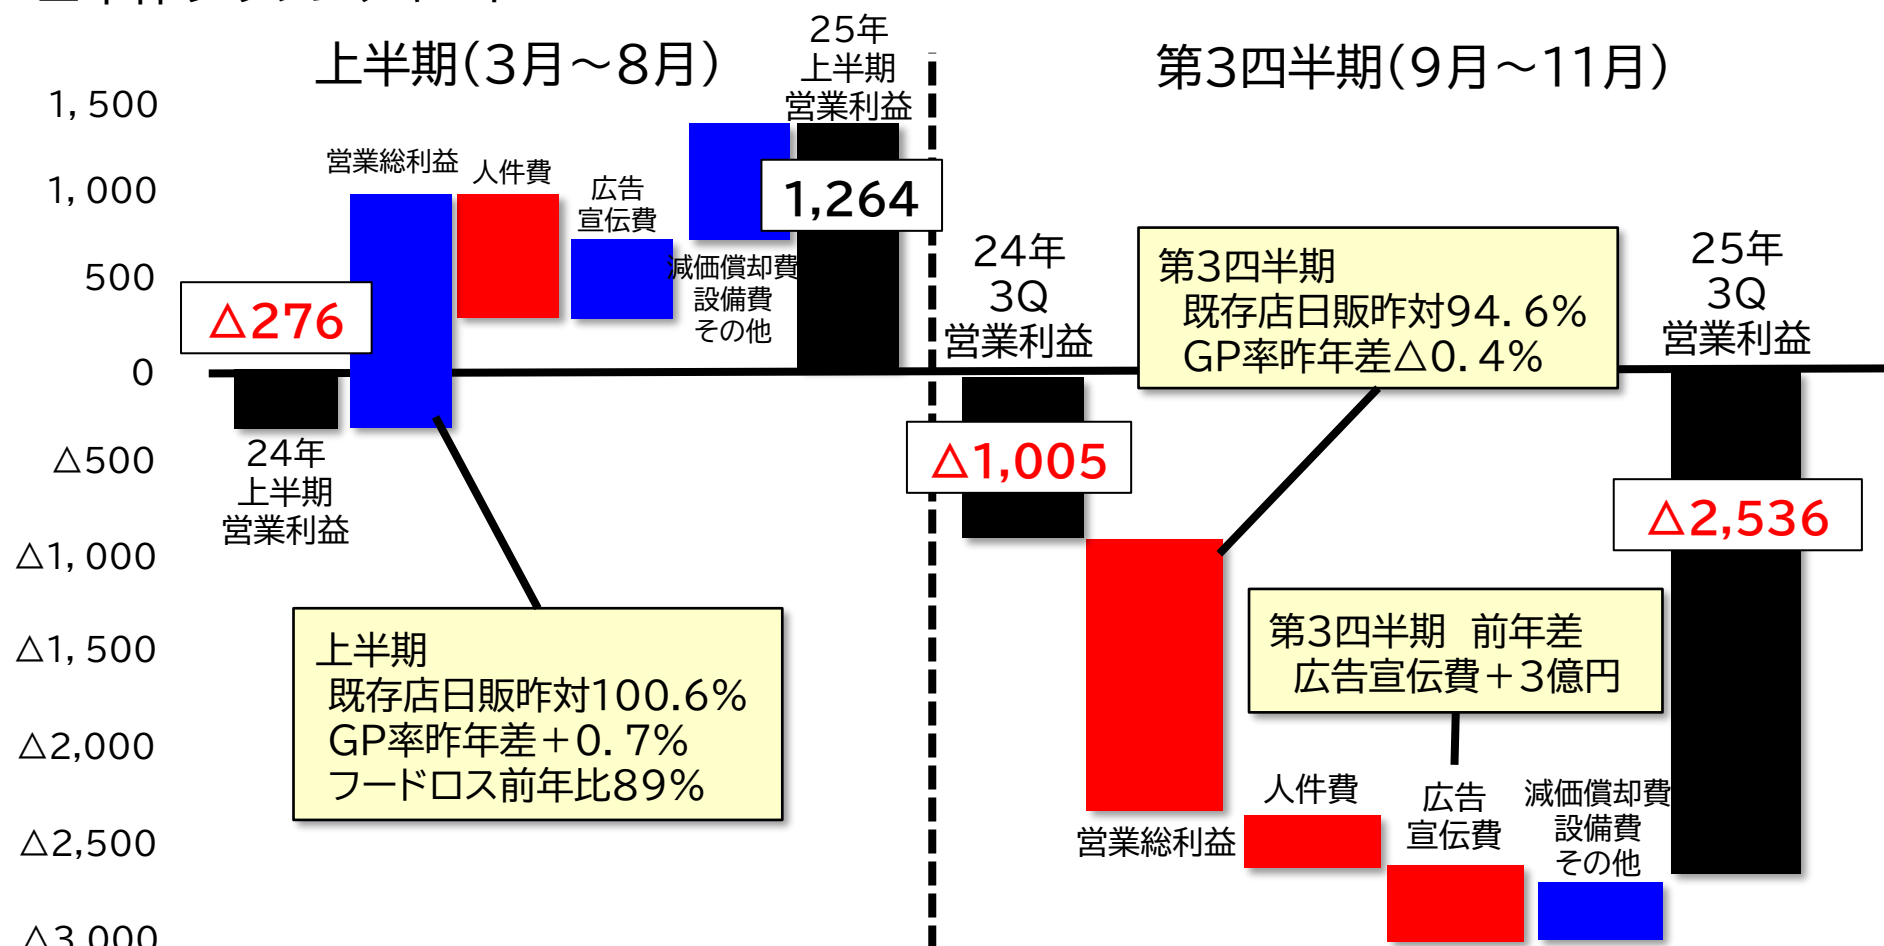 上半期(3月～8月)
第3四半期(9月～11月)
1,500
1,000
500
0
△500
△1,000
△1,500
△2,000
△2,500
△3,000
△276
24年
上半期
営業利益
営業総利益
人件費
広告
宣伝費
減価償却費
設備費
その他
25年
上半期
営業利益
1,264
上半期
既存店日販昨対100.6%
GP率昨年差＋0.7%
フードロス前年比89%
24年
3Q
営業利益
△1,005
第3四半期
既存店日販昨対94.6%
GP率昨年差△0.4%
営業総利益
人件費
第3四半期 前年差
広告宣伝費＋3億円
広告
宣伝費
減価償却費
設備費
その他
25年
3Q
営業利益
△2,536